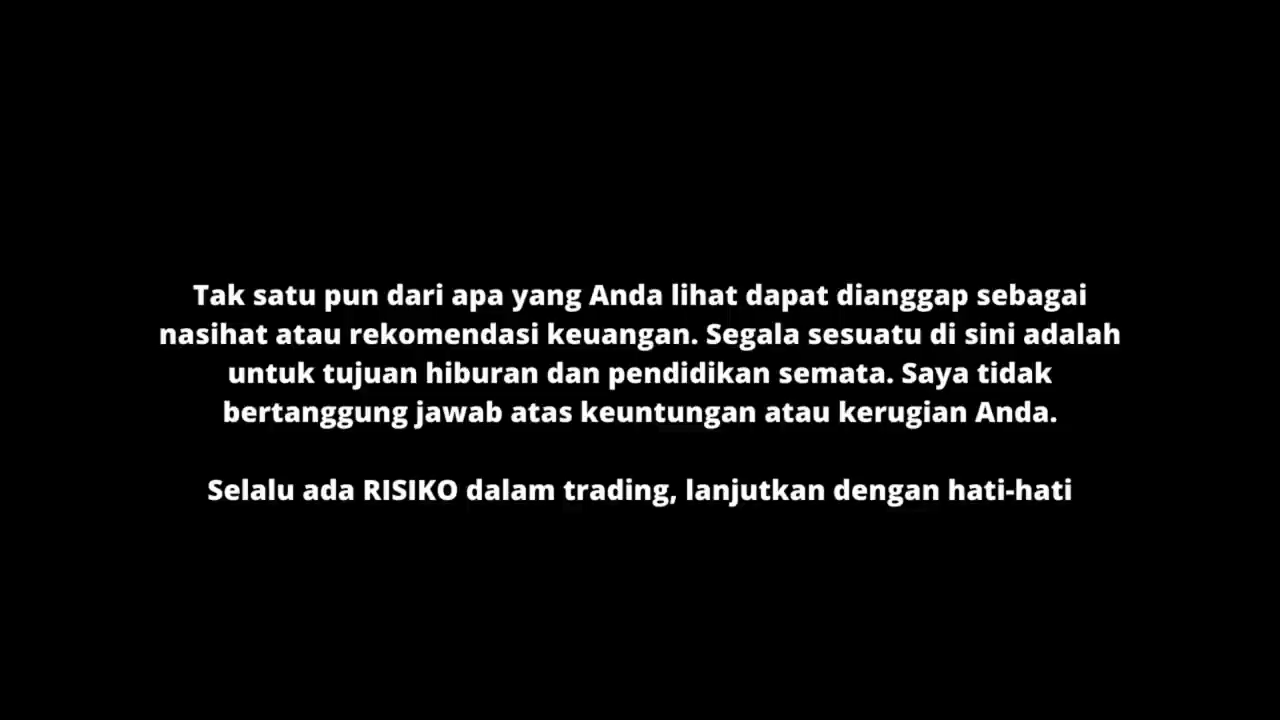 Tak satu pun dari apa yang Anda lihat dapat dianggap sebagai
nasihat atau rekomendasi keuangan. Segala sesuatu di sini adalah
untuk tujuan hiburan dan pendidikan semata. Saya tidak
bertanggung jawab atas keuntungan atau kerugian Anda.
Selalu ada RISIKO dalam trading, lanjutkan dengan hati-hati